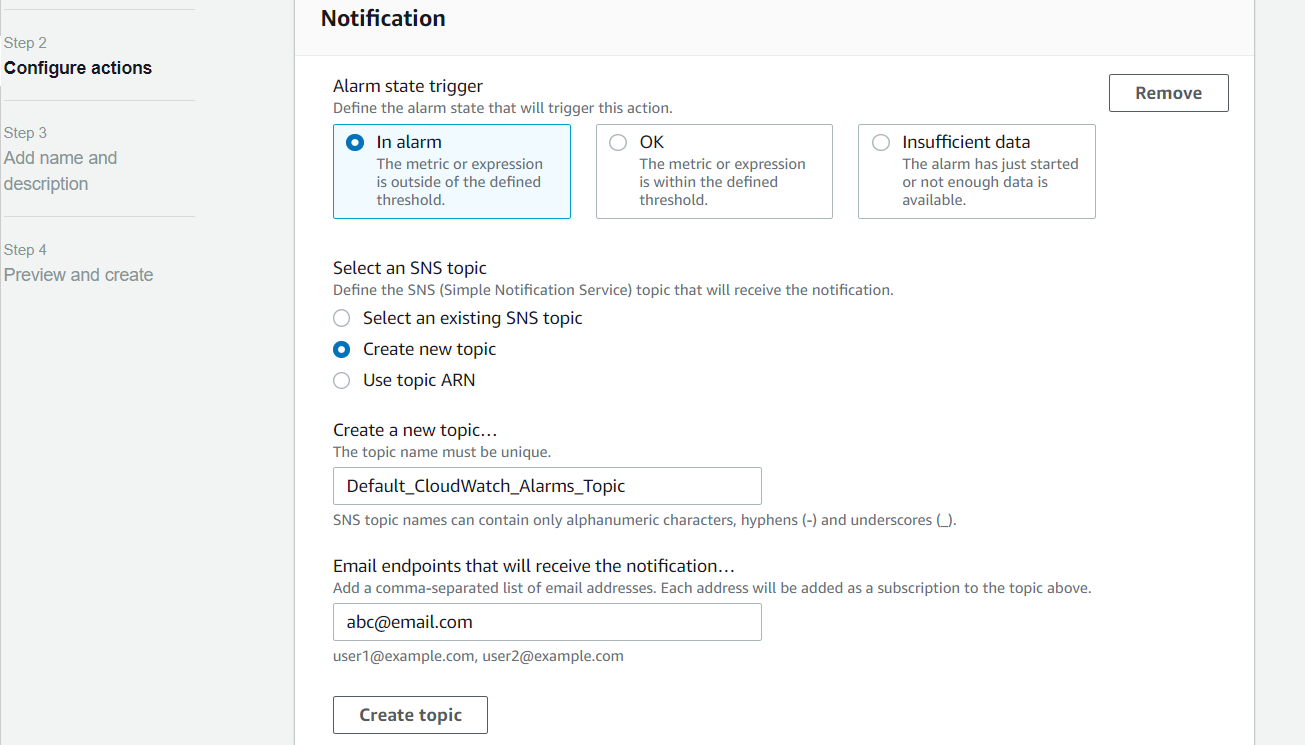 Step 2
Configure actions
Step 3
Add name and
description
Step 4
Preview and create
Notification
Alarm state trigger
Define the alarm state that will trigger this action.
Remove
In alarm
The metric or expression
is outside of the defined
threshold.
OK
The metric or expression
is within the defined
threshold.
Insufficient data
The alarm has just started
or not enough data is
available.
Select an SNS topic
Define the SNS (Simple Notification Service) topic that will receive the notification.
Select an existing SNS topic
Create new topic
Use topic ARN
Create a new topic…
The topic name must be unique.
Default_CloudWatch_Alarms_Topic
SNS topic names can contain only alphanumeric characters, hyphens (-) and underscores (_).
Email endpoints that will receive the notification…
Add a comma-separated list of email addresses. Each address will be added as a subscription to the topic above.
abc@email.com
user1@example.com, user2@example.com
Create topic